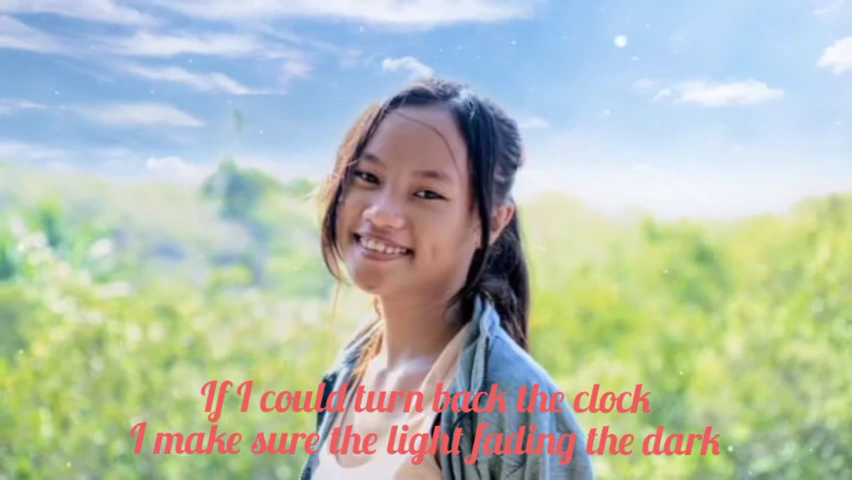 If I could turn back the clock
I make sure the light fading the dark